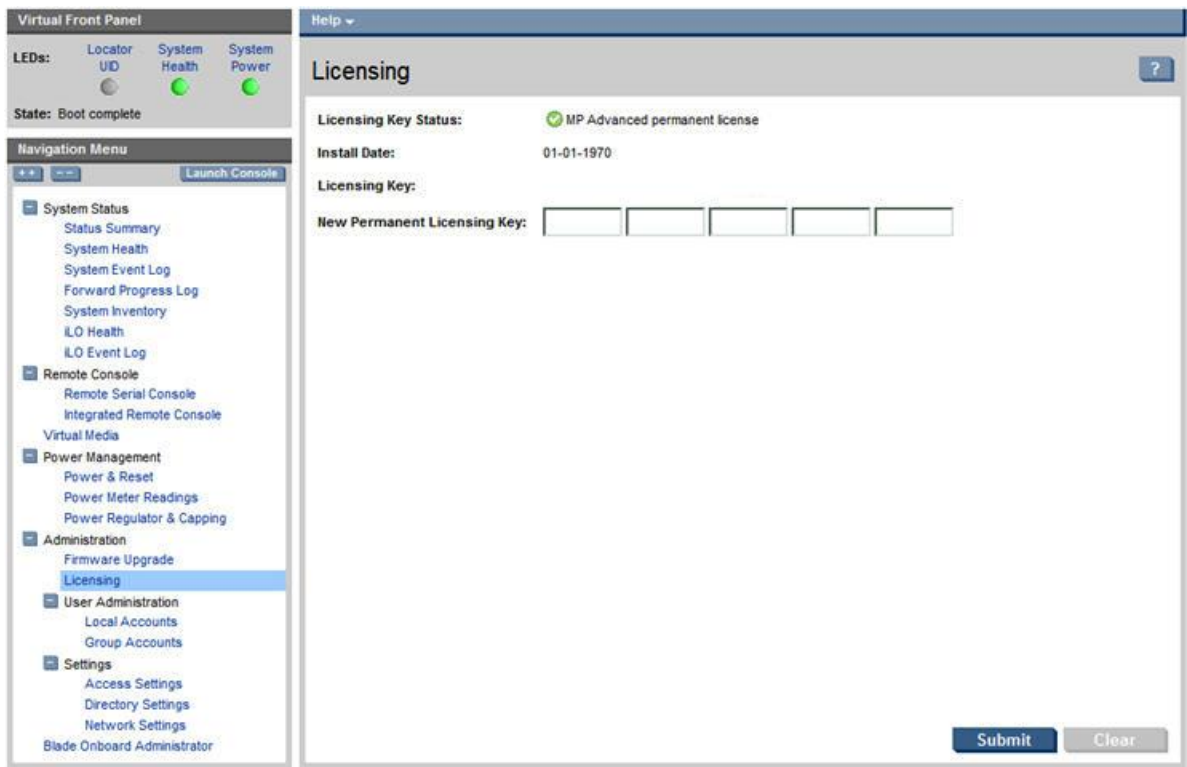 Virtual Front Panel
LEDs: Locator UID System Health System Power
State: Boot complete
Navigation Menu
++ -- Launch Console
System Status
Status Summary
System Health
System Event Log
Forward Progress Log
System Inventory
iLO Health
iLO Event Log
Remote Console
Remote Serial Console
Integrated Remote Console
Virtual Media
Power Management
Power & Reset
Power Meter Readings
Power Regulator & Capping
Administration
Firmware Upgrade
Licensing
User Administration
Local Accounts
Group Accounts
Settings
Access Settings
Directory Settings
Network Settings
Blade Onboard Administrator
Help
Licensing ?
Licensing Key Status: MP Advanced permanent license
Install Date: 01-01-1970
Licensing Key:
New Permanent Licensing Key:
Submit Clear